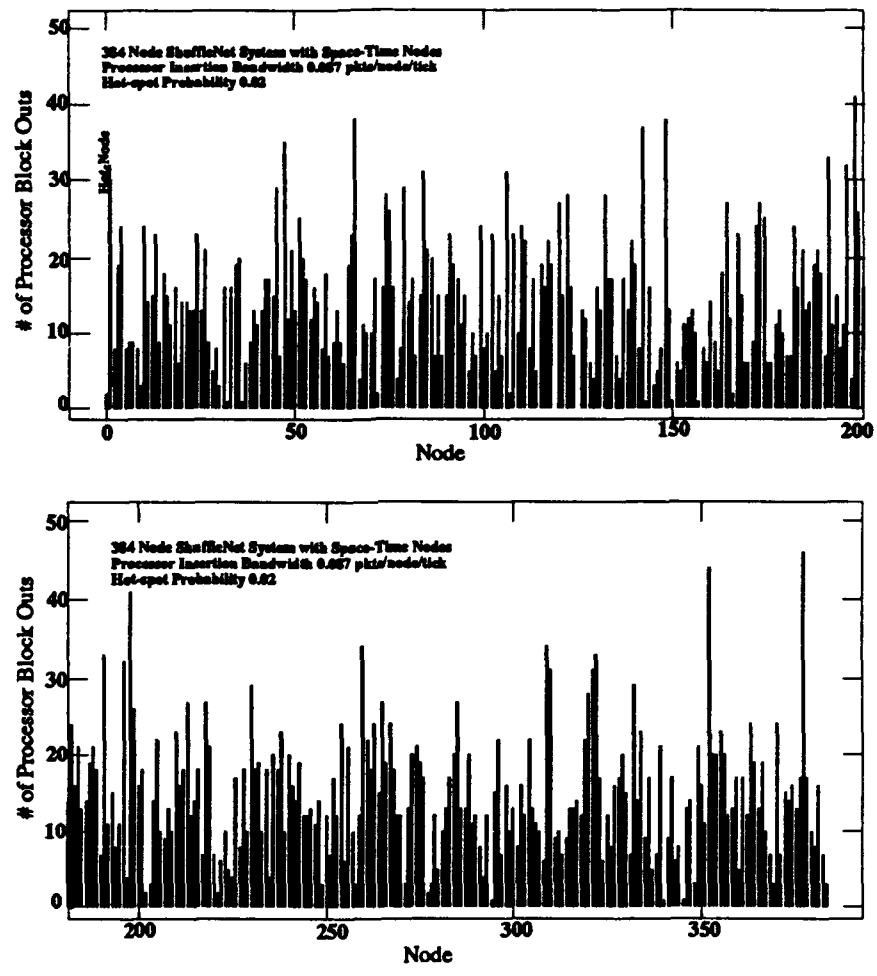 50
384 Node ShuffleNet System with Space-Time Nodes
Processor Insertion Bandwidth 0.067 pkts/node/tick
Hot-spot Probability 0.02
40
Hot Node
30
20
10
0
# of Processor Block Outs
0 50 100 150 200
Node
50
384 Node ShuffleNet System with Space-Time Nodes
Processor Insertion Bandwidth 0.067 pkts/node/tick
Hot-spot Probability 0.02
40
30
20
10
0
# of Processor Block Outs
200 250 300 350
Node